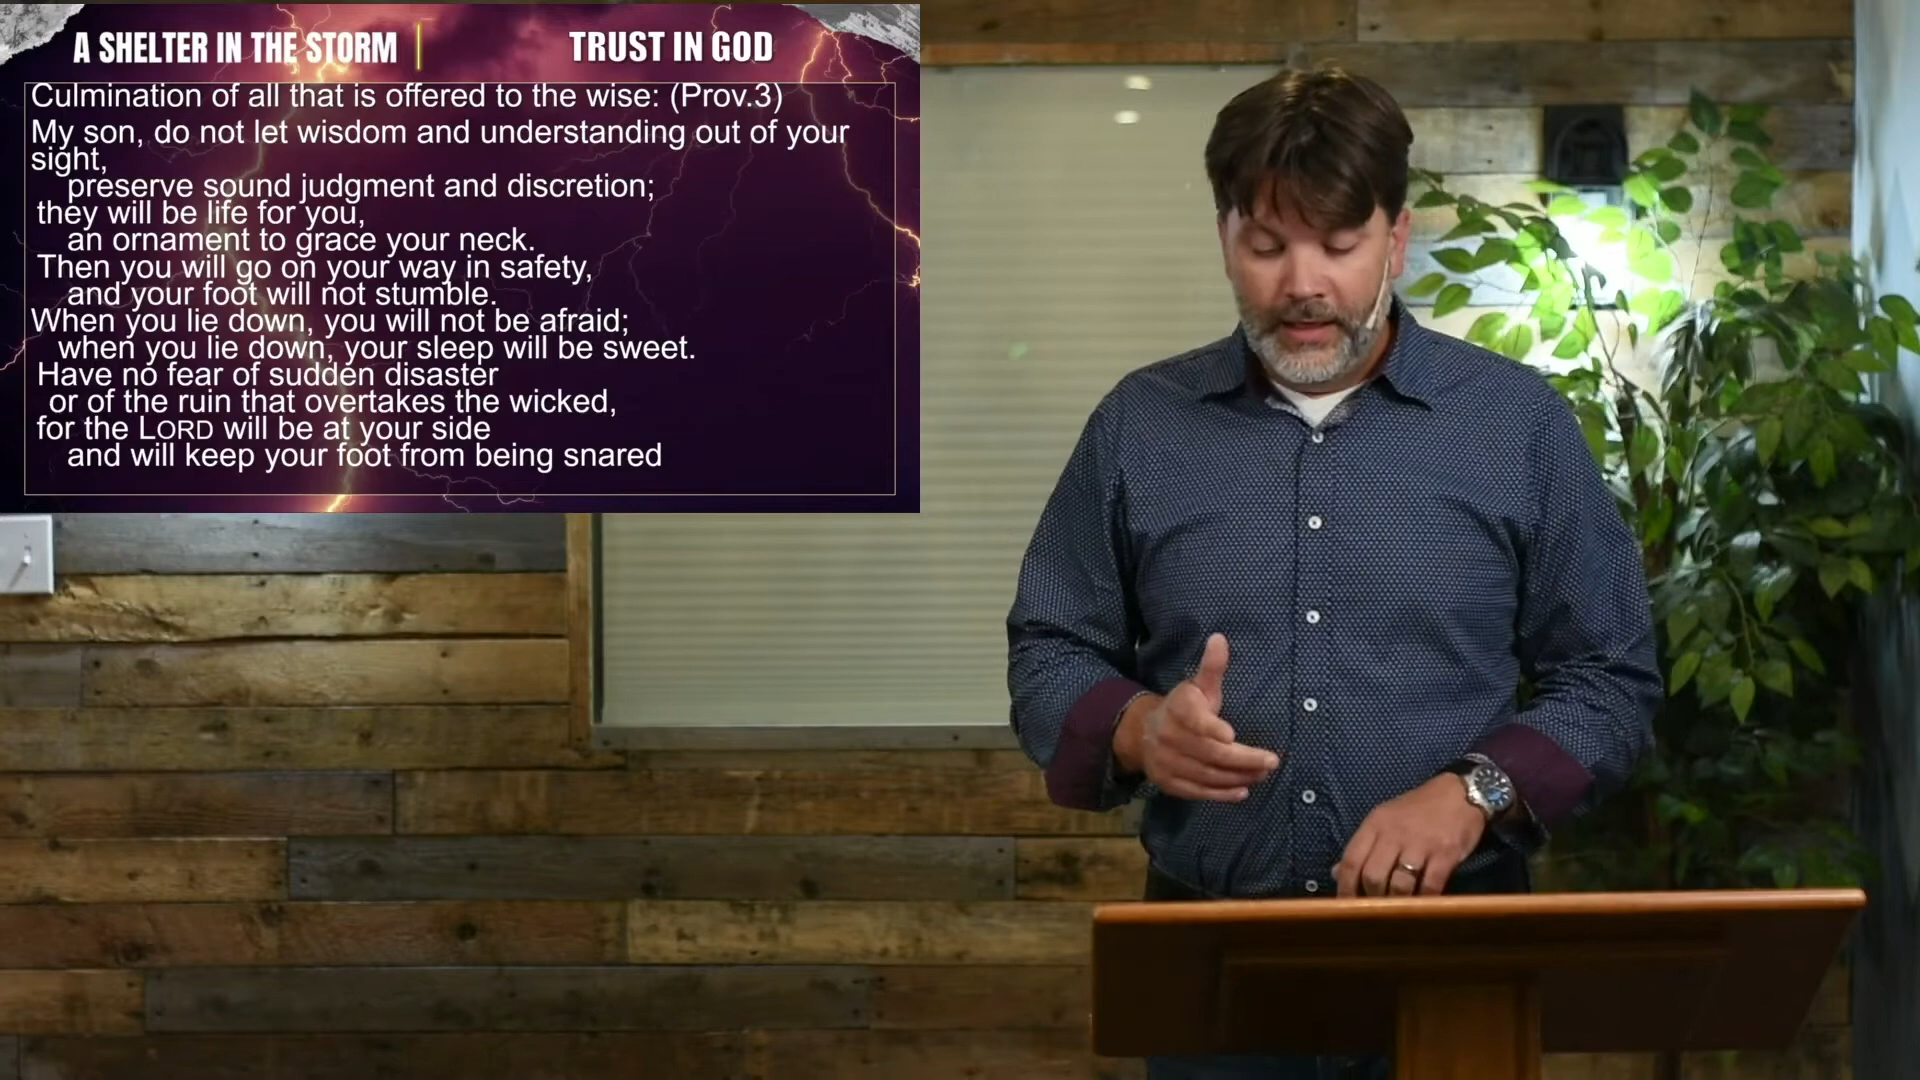 A SHELTER IN THE STORM | TRUST IN GOD
Culmination of all that is offered to the wise: (Prov.3)
My son, do not let wisdom and understanding out of your
sight,
preserve sound judgment and discretion;
they will be life for you,
an ornament to grace your neck.
Then you will go on your way in safety,
and your foot will not stumble.
When you lie down, you will not be afraid;
when you lie down, your sleep will be sweet.
Have no fear of sudden disaster
or of the ruin that overtakes the wicked,
for the LORD will be at your side
and will keep your foot from being snared